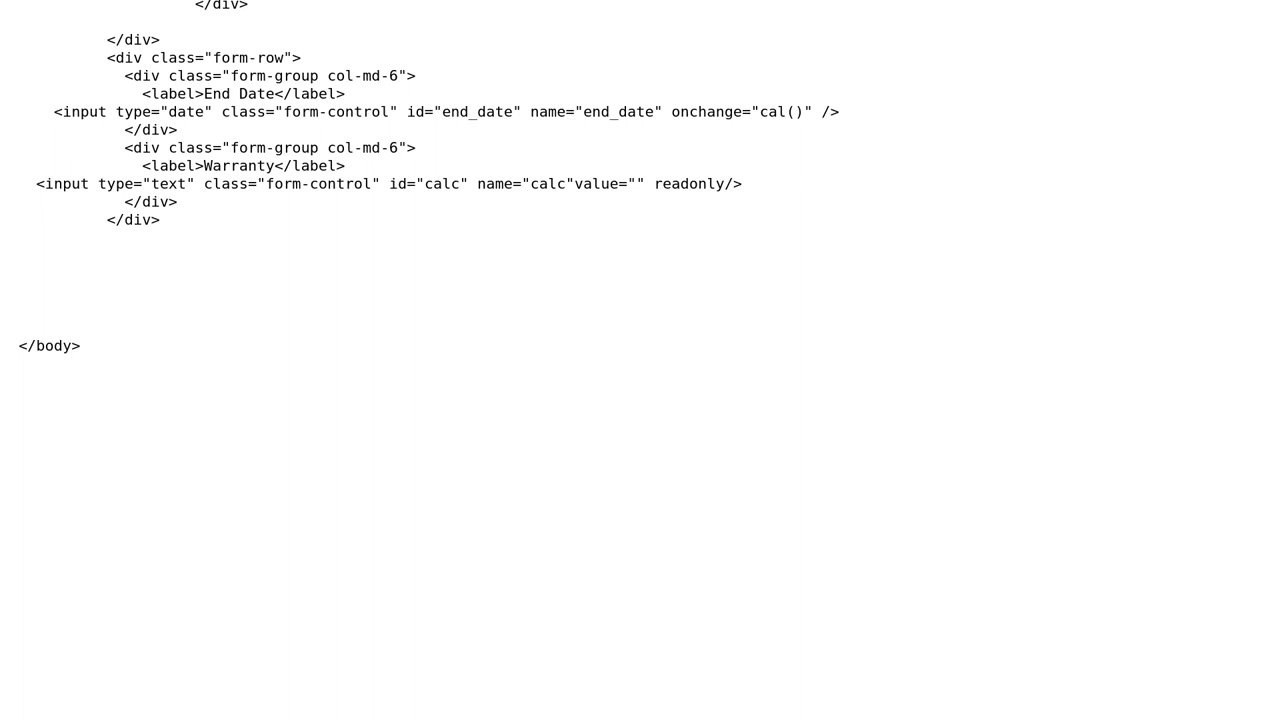 </div>
</div>
<div class="form-row">
<div class="form-group col-md-6">
<label>End Date</label>
<input type="date" class="form-control" id="end_date" name="end_date" onchange="cal()" />
</div>
<div class="form-group col-md-6">
<label>Warranty</label>
<input type="text" class="form-control" id="calc" name="calc"value="" readonly/>
</div>
</div>
</body>